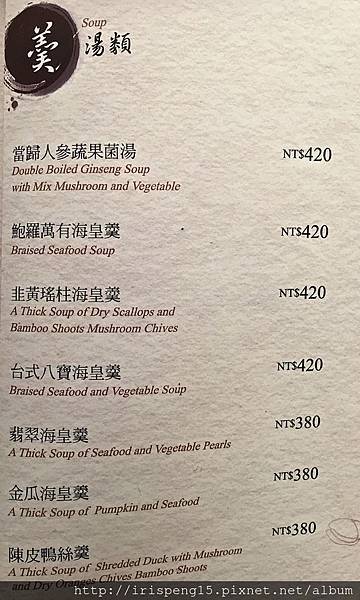 羹
Soup
湯類
當歸人參蔬果菌湯 NT$420
Double Boiled Ginseng Soup
with Mix Mushroom and Vegetable
鮑羅萬有海皇羹 NT$420
Braised Seafood Soup
韭黃瑤柱海皇羹 NT$420
A Thick Soup of Dry Scallops and
Bamboo Shoots Mushroom Chives
台式八寶海皇羹 NT$420
Braised Seafood and Vegetable Soup
翡翠海皇羹 NT$380
A Thick Soup of Seafood and Vegetable Pearls
金瓜海皇羹 NT$380
A Thick Soup of Pumpkin and Seafood
陳皮鴨絲羹 NT$380
A Thick Soup of Shredded Duck with Mushroom
and Dry Oranges Chives Bamboo Shoots
http://irispeng15.pixnet.net/album